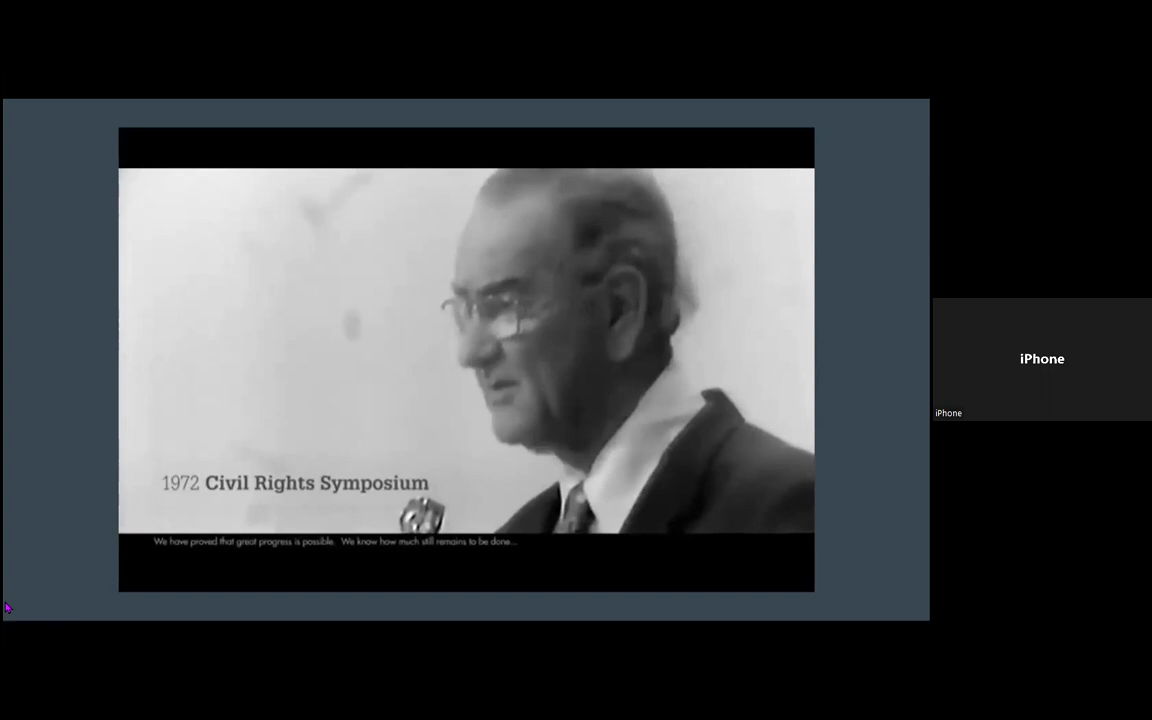 1972 Civil Rights Symposium
We have proved that great progress is possible. We know how much still remains to be done...
iPhone
iPhone